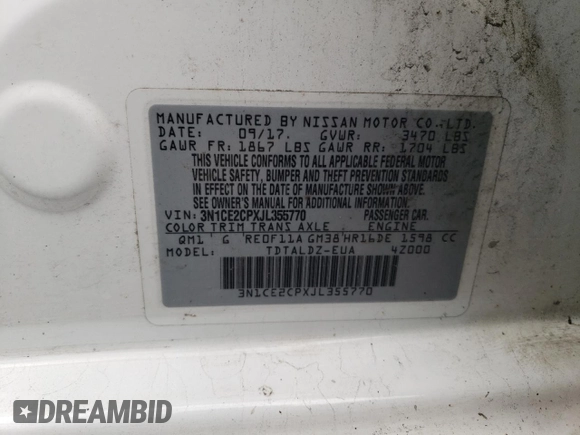 MANUFACTURED BY NISSAN MOTOR CO.,LTD.
DATE: 09/17. GVWR: 3470 LBS
GAWR FR: 1867 LBS GAWR RR: 1704 LBS
THIS VEHICLE CONFORMS TO ALL APPLICABLE FEDERAL MOTOR
VEHICLE SAFETY, BUMPER AND THEFT PREVENTION STANDARDS
IN EFFECT ON THE DATE OF MANUFACTURE SHOWN ABOVE.
SEE OWNER'S MANUAL FOR ADDITIONAL INFORMATION.
VIN: 3N1CE2CPXJL355770 PASSENGER CAR.
COLOR TRIM TRANS AXLE ENGINE
QM1 G RE0F11A GM38 HR16DE 1598 CC
MODEL: TDTALDZ-EUA 42000
3N1CE2CPXJL355770
DREAMBID